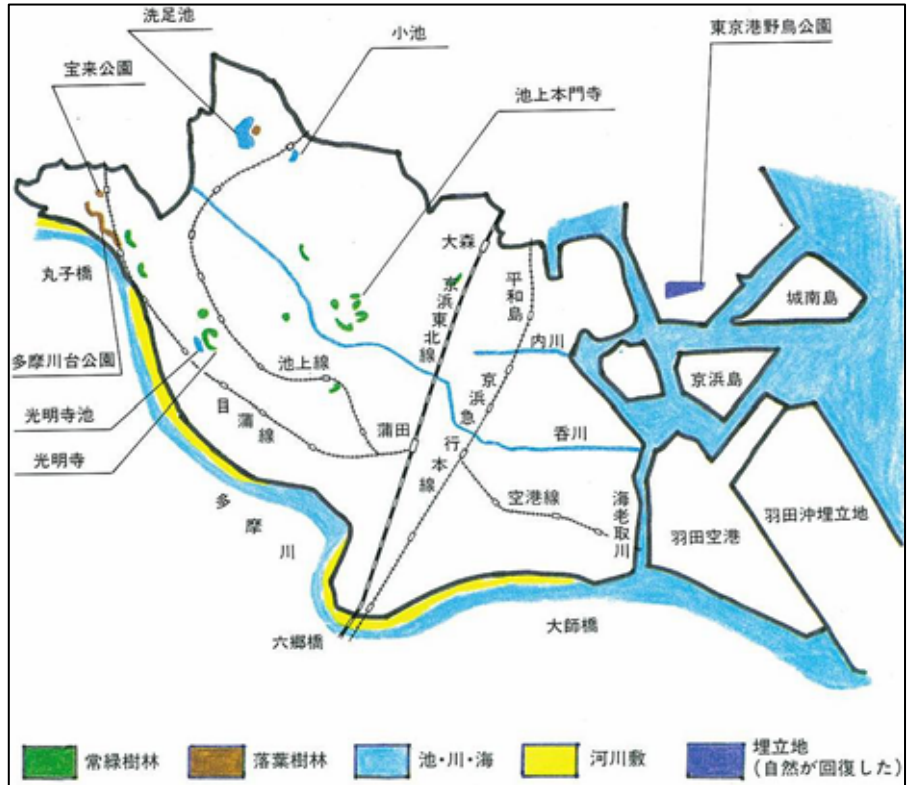 洗足池
小池
東京港野鳥公園
宝来公園
池上本門寺
大森
京浜東北線
平和島
城南島
丸子橋
内川
京浜島
多摩川台公園
池上線
京浜急行本線
光明寺池
目蒲線
蒲田
呑川
光明寺
空港線
海老取川
羽田空港
羽田沖埋立地
多摩川
六郷橋
大師橋
常緑樹林
落葉樹林
池・川・海
河川敷
埋立地
(自然が回復した)